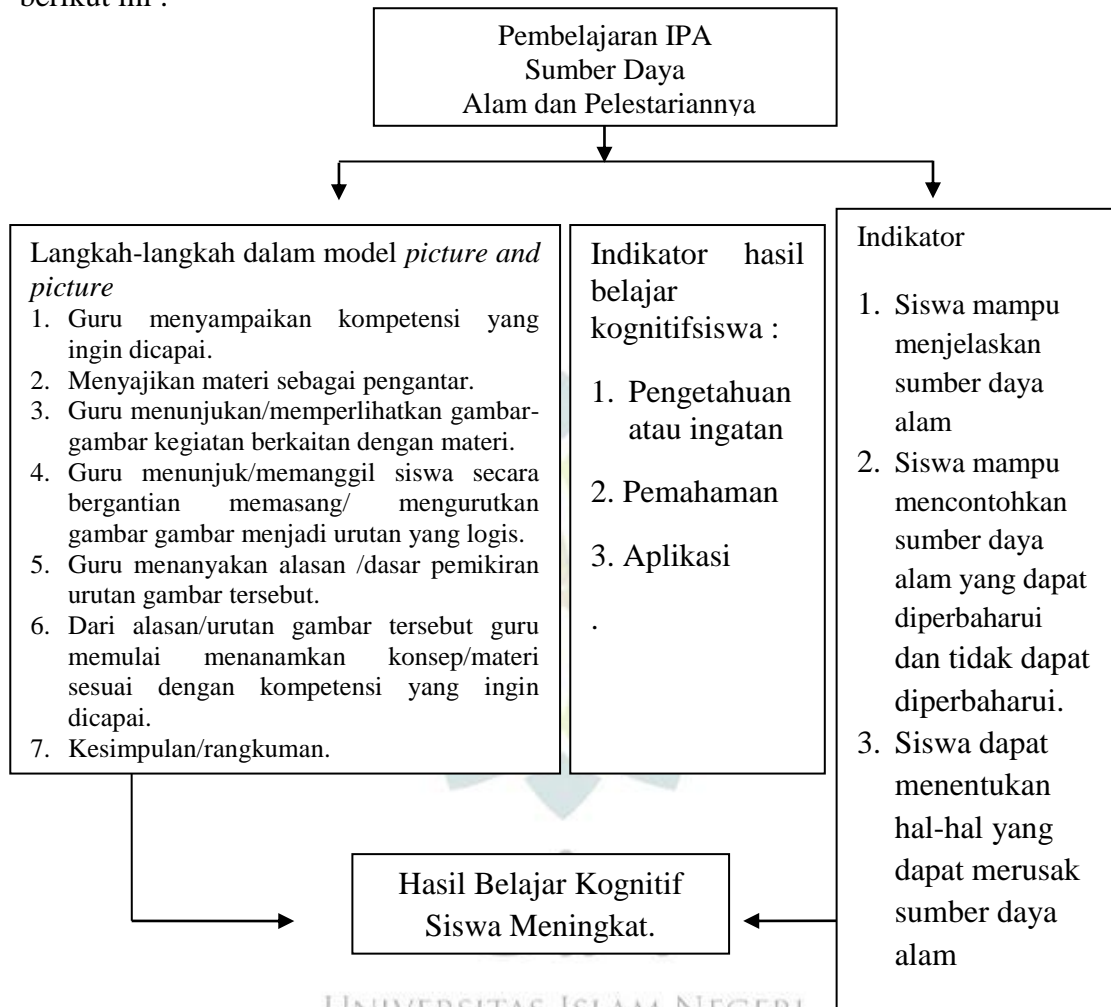 berikut ini :
Pembelajaran IPA
Sumber Daya
Alam dan Pelestariannya
Langkah-langkah dalam model picture and
picture
1. Guru menyampaikan kompetensi yang
ingin dicapai.
2. Menyajikan materi sebagai pengantar.
3. Guru menunjukan/memperlihatkan gambar-
gambar kegiatan berkaitan dengan materi.
4. Guru menunjuk/memanggil siswa secara
bergantian memasang/ mengurutkan
gambar gambar menjadi urutan yang logis.
5. Guru menanyakan alasan /dasar pemikiran
urutan gambar tersebut.
6. Dari alasan/urutan gambar tersebut guru
memulai menanamkan konsep/materi
sesuai dengan kompetensi yang ingin
dicapai.
7. Kesimpulan/rangkuman.
Indikator hasil
belajar
kognitifsiswa :
1. Pengetahuan
atau ingatan
2. Pemahaman
3. Aplikasi
.
Indikator
1. Siswa mampu
menjelaskan
sumber daya
alam
2. Siswa mampu
mencontohkan
sumber daya
alam yang dapat
diperbaharui
dan tidak dapat
diperbaharui.
3. Siswa dapat
menentukan
hal-hal yang
dapat merusak
sumber daya
alam
Hasil Belajar Kognitif
Siswa Meningkat.
UNIVERSITAS ISLAM NEGERI